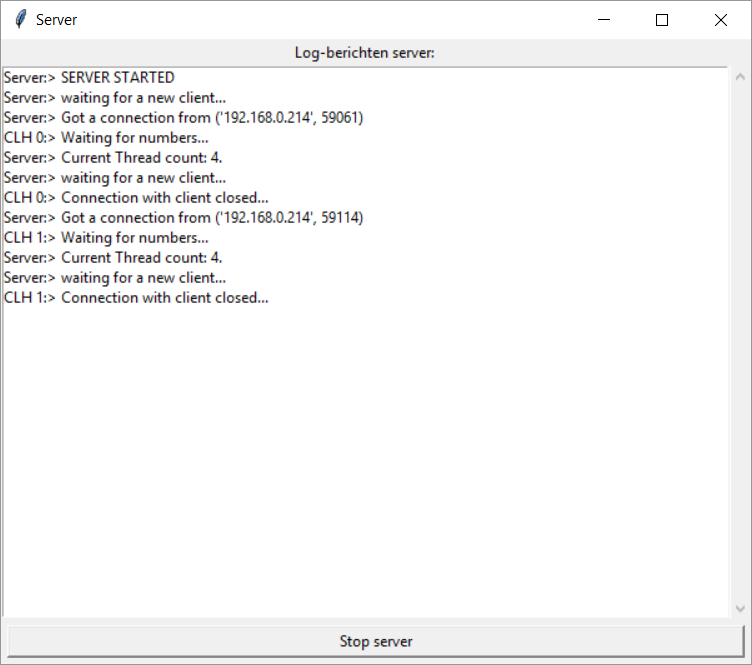 Server
Log-berichten server:
Server:> SERVER STARTED
Server:> waiting for a new client...
Server:> Got a connection from ('192.168.0.214', 59061)
CLH 0:> Waiting for numbers...
Server:> Current Thread count: 4.
Server:> waiting for a new client...
CLH 0:> Connection with client closed...
Server:> Got a connection from ('192.168.0.214', 59114)
CLH 1:> Waiting for numbers...
Server:> Current Thread count: 4.
Server:> waiting for a new client...
CLH 1:> Connection with client closed...
Stop server